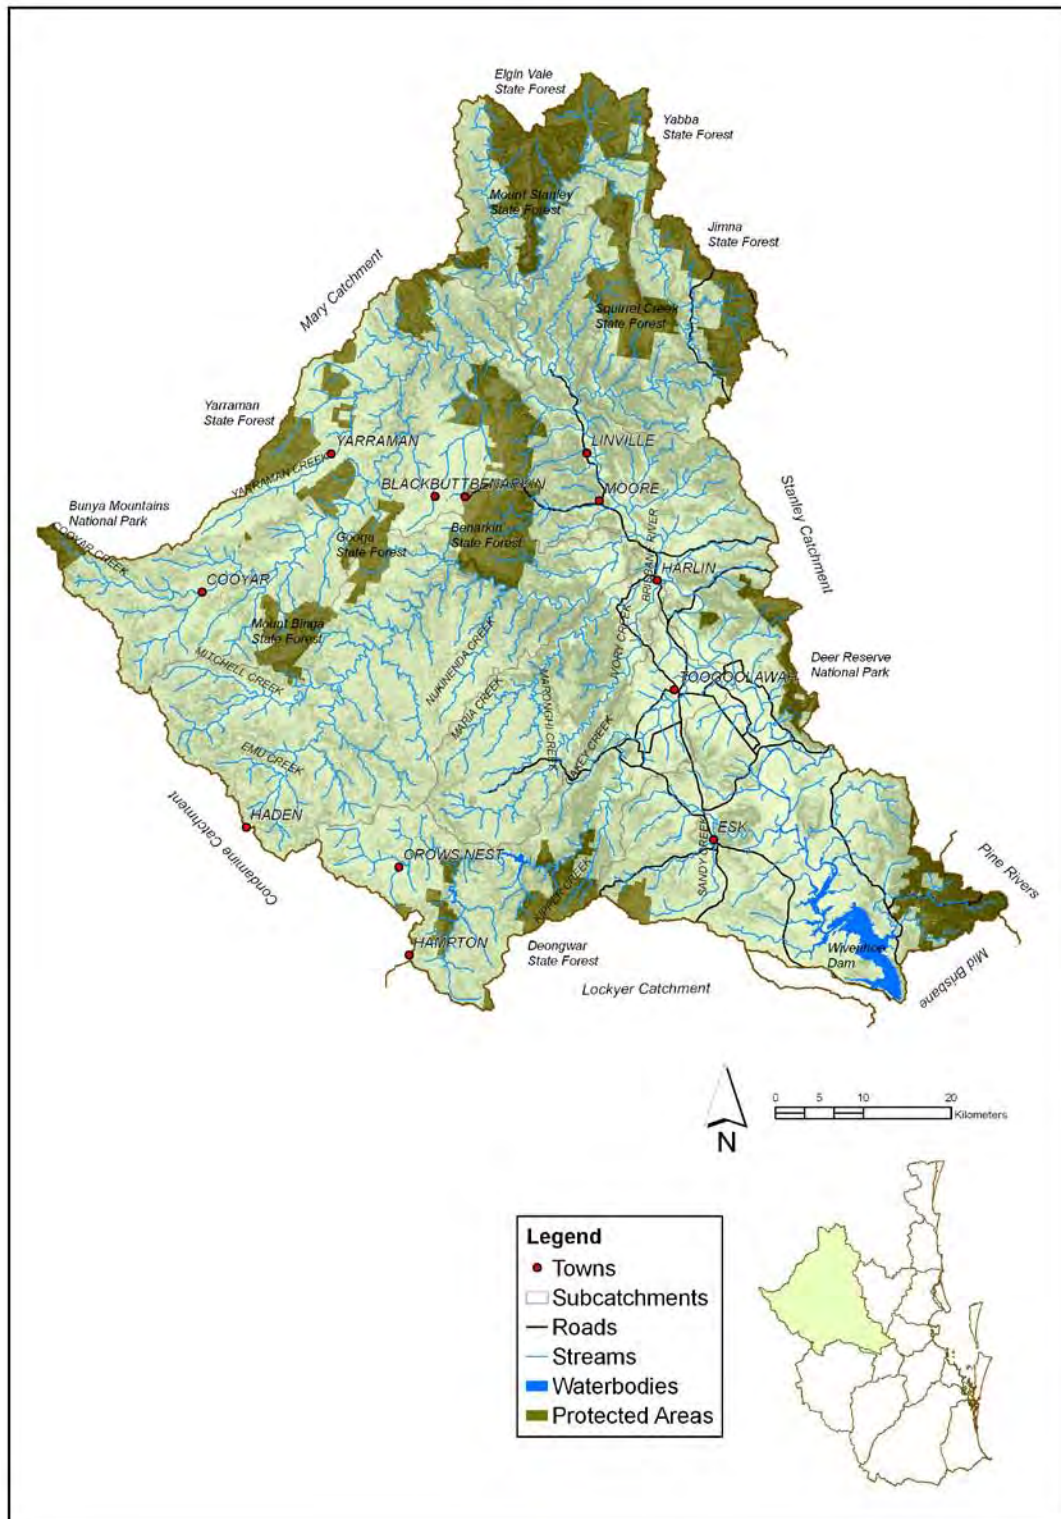 Elgin Vale
State Forest
Yabba
State Forest
Mount Stanley
State Forest
Jimna
State Forest
Mary Catchment
Squirrel Creek
State Forest
Yarraman
State Forest
YARRAMAN
LINVILLE
YARRAMAN CREEK
BLACKBUTT
BENARKIN
MOORE
Stanley Catchment
Bunya Mountains
National Park
COOYAR CREEK
Googa
State Forest
Benarkin
State Forest
BRISBANE RIVER
HARLIN
COOYAR
Mount Binga
State Forest
NUKINENDA CREEK
IVORY CREEK
MITCHELL CREEK
MARIA CREEK
MARONGHI CREEK
Deer Reserve
National Park
TOOGOOLAWAH
EMU CREEK
Condamine Catchment
HADEN
ESK
SANDY CREEK
CROWS NEST
KIPPER CREEK
Pine Rivers
HAMRTON
Deongwar
State Forest
Wivenhoe
Dam
Mid Brisbane
Lockyer Catchment
N
0 5 10 20
Kilometers
Legend
Towns
Subcatchments
Roads
Streams
Waterbodies
Protected Areas